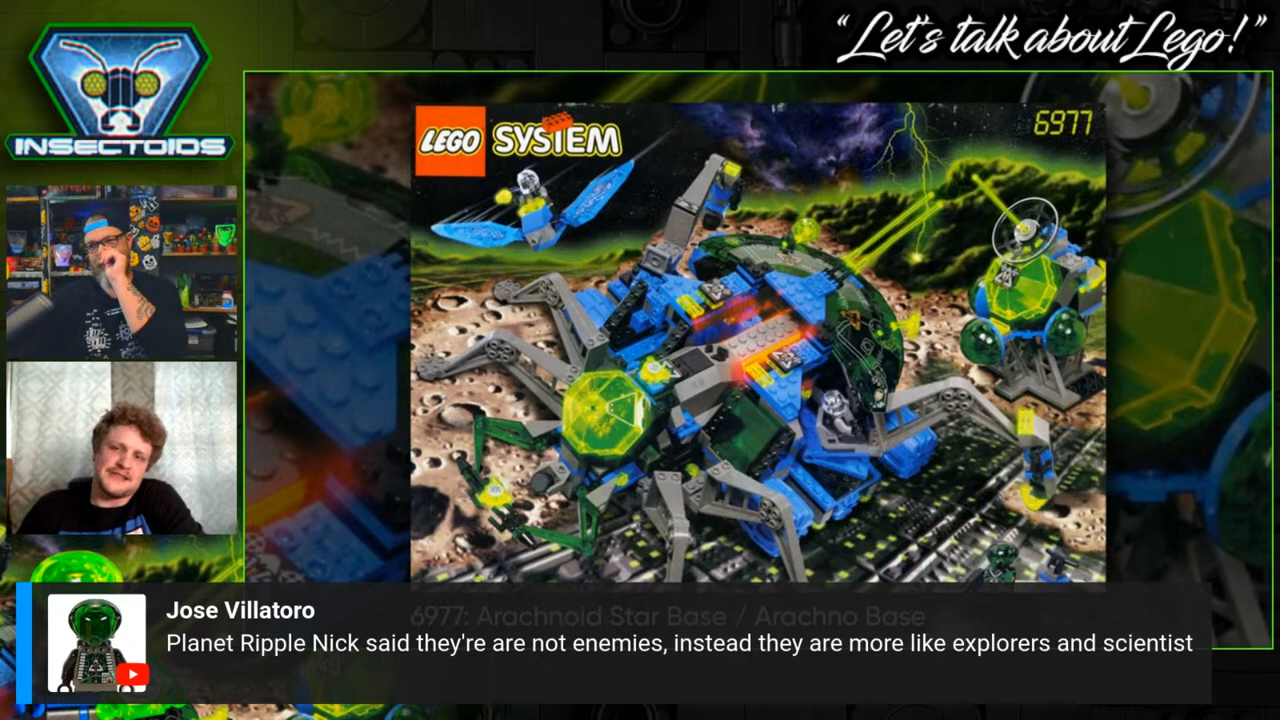 “Let's talk about Lego!”
INSECTOIDS
LEGO SYSTEM
6977
6977: Arachnoid Star Base / Arachno Base
Jose Villatoro
Planet Ripple Nick said they're are not enemies, instead they are more like explorers and scientist